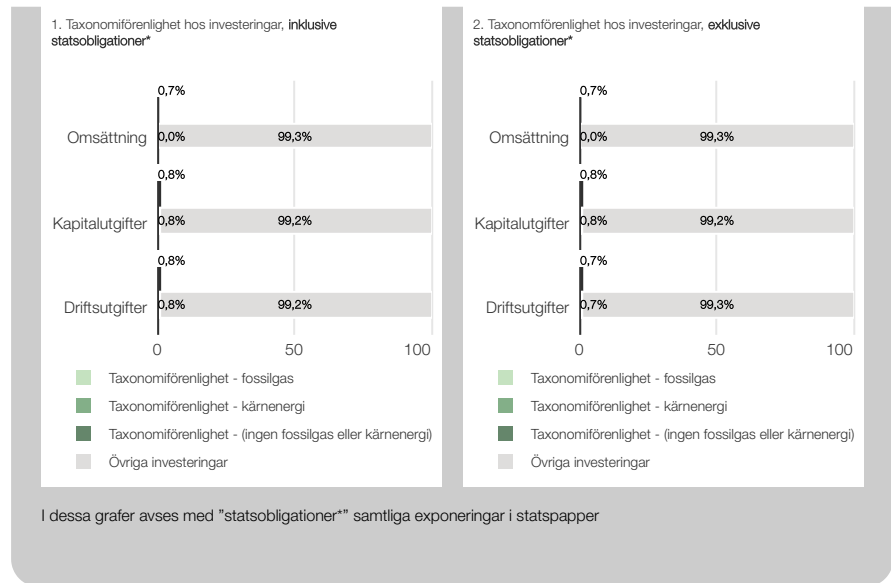 1. Taxonomiförenlighet hos investeringar, inklusive
statsobligationer*
0,7%
Omsättning 0,0% 99,3%
0,8%
Kapitalutgifter 0,8% 99,2%
0,8%
Driftsutgifter 0,8% 99,2%
0 50 100
Taxonomiförenlighet - fossilgas
Taxonomiförenlighet - kärnenergi
Taxonomiförenlighet - (ingen fossilgas eller kärnenergi)
Övriga investeringar
2. Taxonomförenlighet hos investeringar, exklusive
statsobligationer*
0,7%
Omsättning 0,0% 99,3%
0,8%
Kapitalutgifter 0,8% 99,2%
0,7%
Driftsutgifter 0,7% 99,3%
0 50 100
Taxonomiförenlighet - fossilgas
Taxonomiförenlighet - kärnenergi
Taxonomiförenlighet - (ingen fossilgas eller kärnenergi)
Övriga investeringar
I dessa grafer avses med ”statsobligationer*” samtliga exponeringar i statspapper